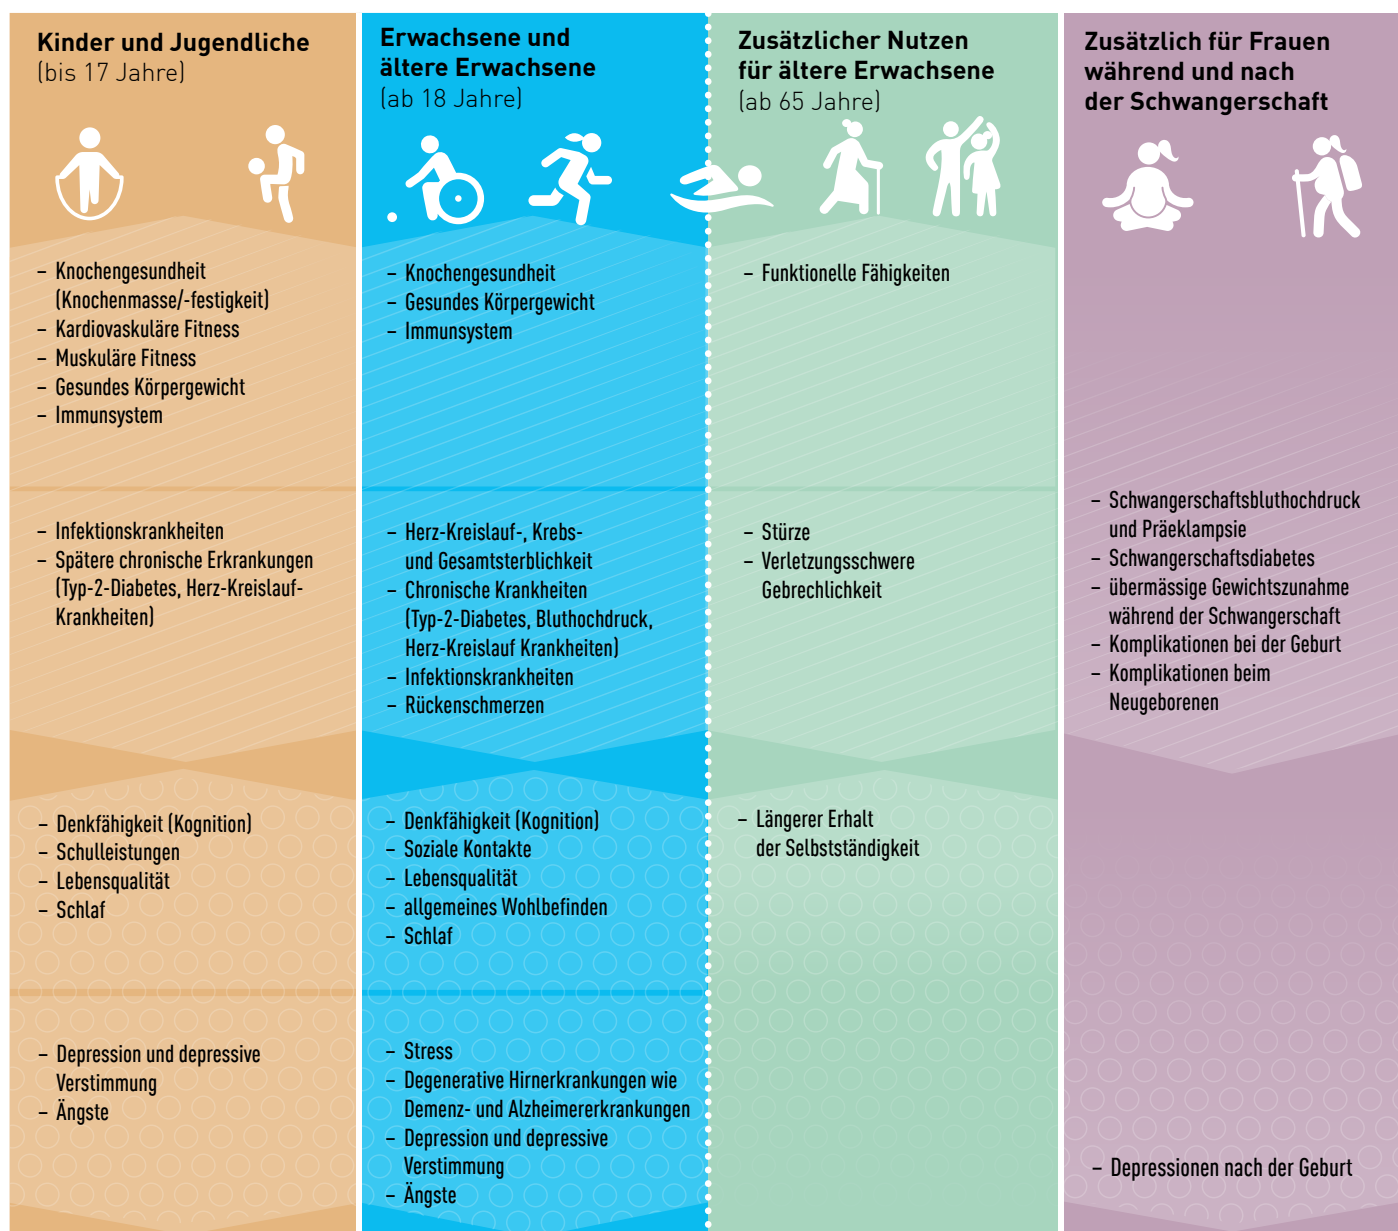 Kinder und Jugendliche
(bis 17 Jahre)
– Knochengesundheit
(Knochenmasse/-festigkeit)
– Kardiovaskuläre Fitness
– Muskuläre Fitness
– Gesundes Körpergewicht
– Immunsystem
– Infektionskrankheiten
– Spätere chronische Erkrankungen
(Typ-2-Diabetes, Herz-Kreislauf-
Krankheiten)
– Denkfähigkeit (Kognition)
– Schulleistungen
– Lebensqualität
– Schlaf
– Depression und depressive
Verstimmung
– Ängste
Erwachsene und
ältere Erwachsene
(ab 18 Jahre)
– Knochengesundheit
– Gesundes Körpergewicht
– Immunsystem
– Herz-Kreislauf-, Krebs-
und Gesamtsterblichkeit
– Chronische Krankheiten
(Typ-2-Diabetes, Bluthochdruck,
Herz-Kreislauf Krankheiten)
– Infektionskrankheiten
– Rückenschmerzen
– Denkfähigkeit (Kognition)
– Soziale Kontakte
– Lebensqualität
– allgemeines Wohlbefinden
– Schlaf
– Stress
– Degenerative Hirnerkrankungen wie
Demenz- und Alzheimererkrankungen
– Depression und depressive
Verstimmung
– Ängste
Zusätzlicher Nutzen
für ältere Erwachsene
(ab 65 Jahre)
– Funktionelle Fähigkeiten
– Stürze
– Verletzungsschwere
Gebrechlichkeit
– Längerer Erhalt
der Selbstständigkeit
Zusätzlich für Frauen
während und nach
der Schwangerschaft
– Schwangerschaftsbluthochdruck
und Präeklampsie
– Schwangerschaftsdiabetes
– übermässige Gewichtszunahme
während der Schwangerschaft
– Komplikationen bei der Geburt
– Komplikationen beim
Neugeborenen
– Depressionen nach der Geburt